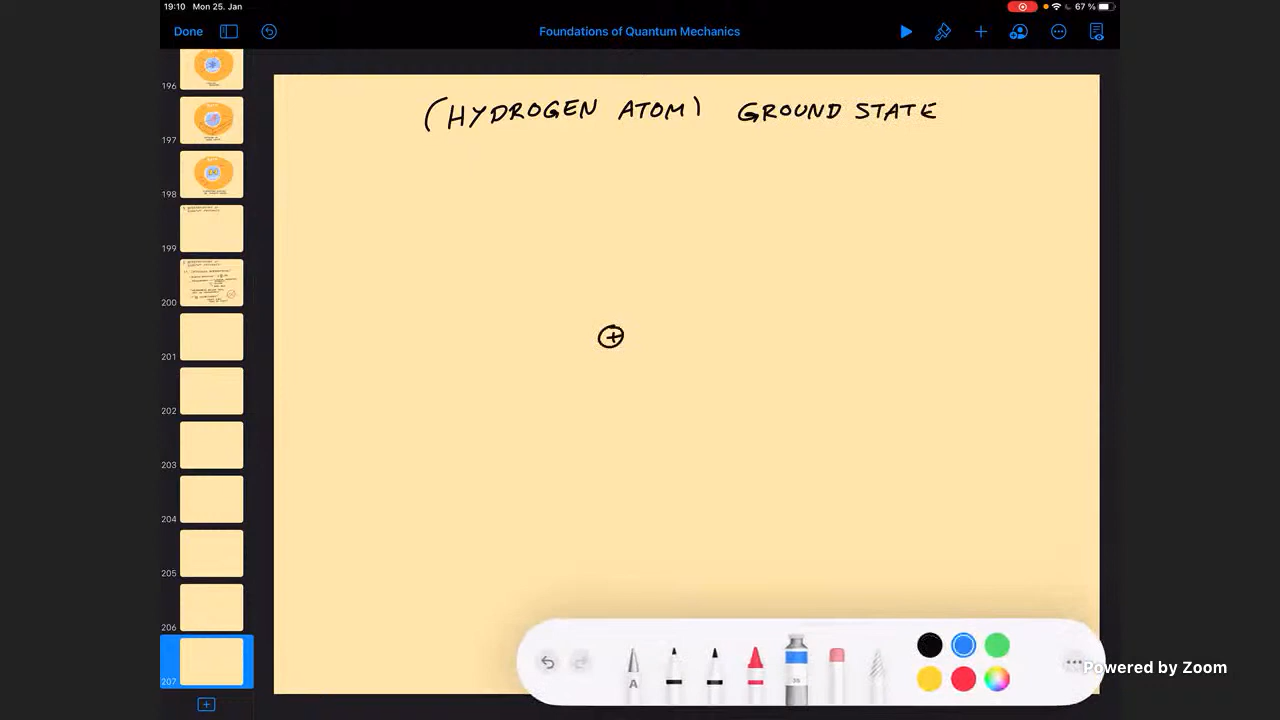 19:10 Mon 25. Jan
67 %
Done
Foundations of Quantum Mechanics
196
197
198
199
200
201
202
203
204
205
206
207
(HYDROGEN ATOM) GROUND STATE
+
A
Powered by Zoom